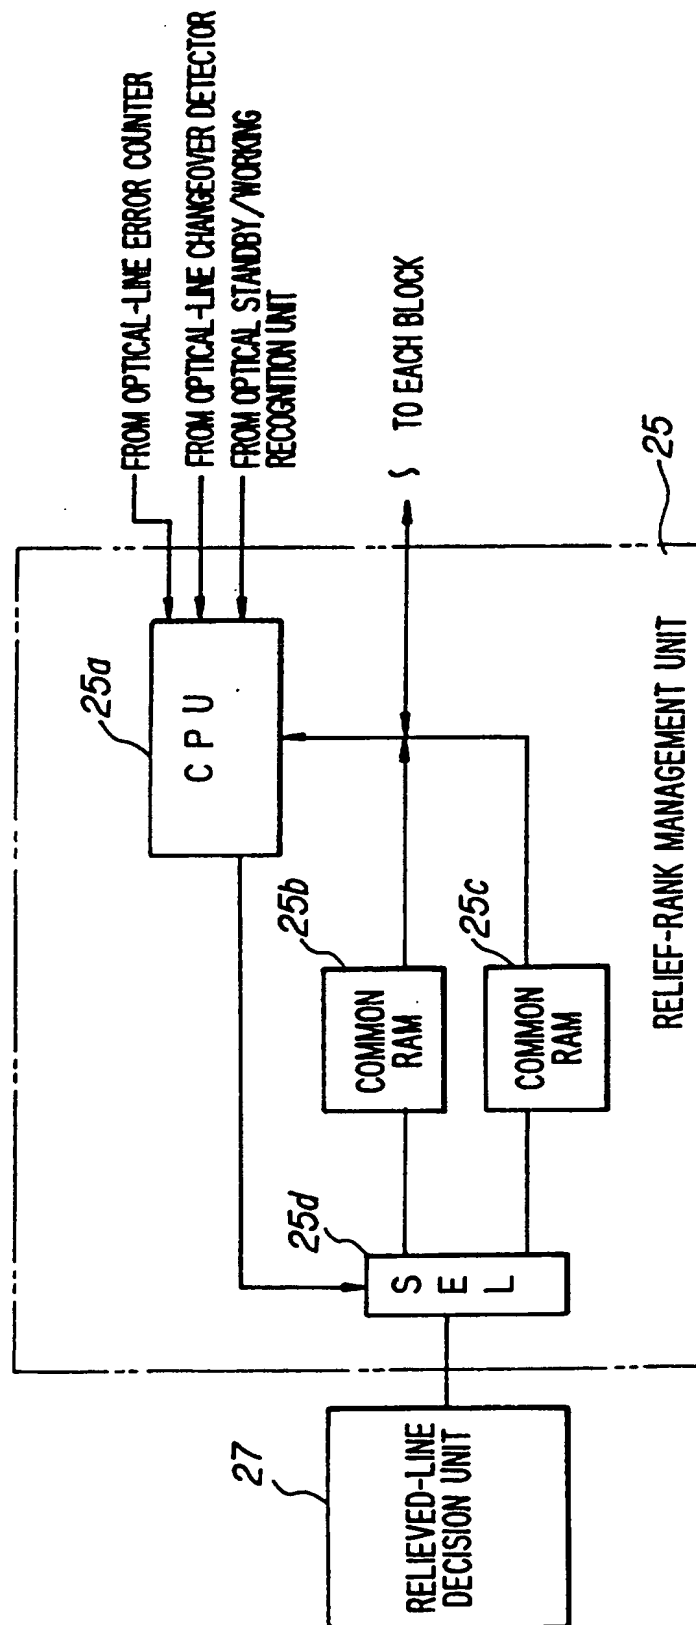 FROM OPTICAL-LINE ERROR COUNTER
FROM OPTICAL-LINE CHANGEOVER DETECTOR
FROM OPTICAL STANDBY/WORKING
RECOGNITION UNIT
TO EACH BLOCK
25
25a
CPU
25b
COMMON
RAM
25c
COMMON
RAM
25d
SEL
27
RELIEVED-LINE
DECISION UNIT
RELIEF-RANK MANAGEMENT UNIT